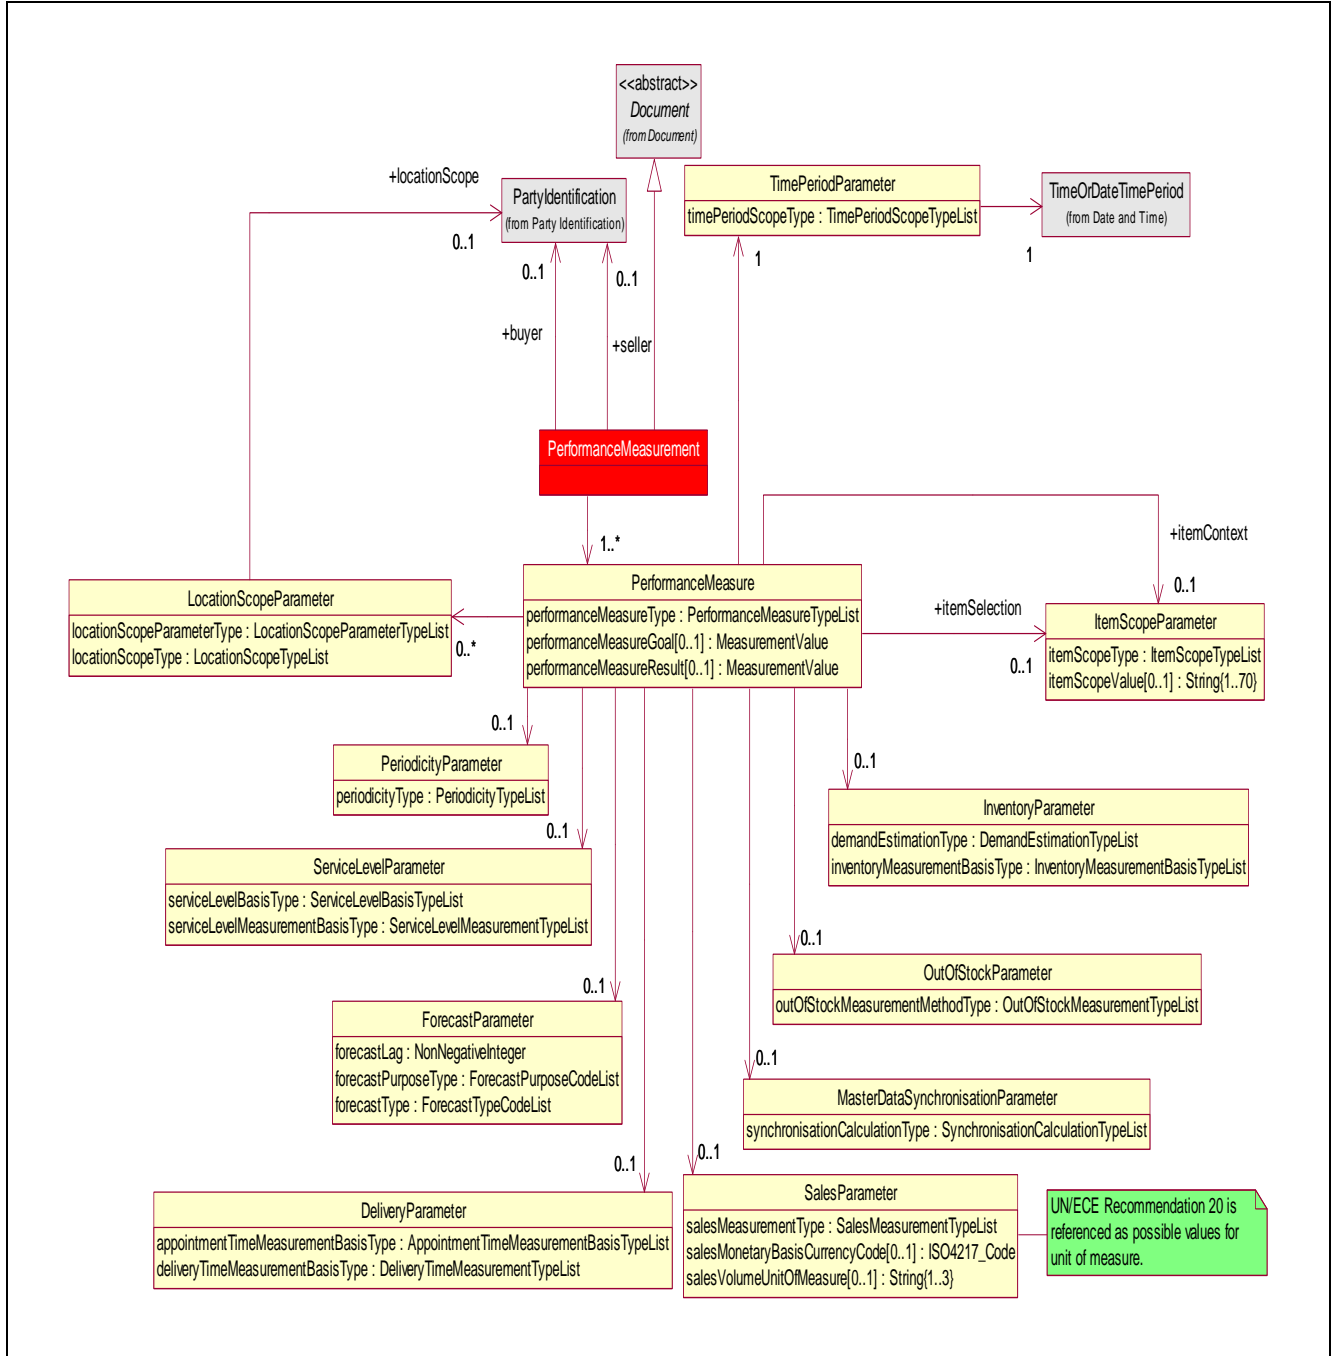 <<abstract>>
Document
(from Document)
+locationScope
PartyIdentification
(from Party Identification)
0..1
TimePeriodParameter
timePeriodScopeType : TimePeriodScopeTypeList
TimeOrDateTimePeriod
(from Date and Time)
1
1
0..1
0..1
+buyer
+seller
PerformanceMeasurement
1..*
+itemContext
0..1
LocationScopeParameter
locationScopeParameterType : LocationScopeParameterTypeList
locationScopeType : LocationScopeTypeList
0..*
PerformanceMeasure
performanceMeasureType : PerformanceMeasureTypeList
performanceMeasureGoal[0..1] : MeasurementValue
performanceMeasureResult[0..1] : MeasurementValue
+itemSelection
0..1
ItemScopeParameter
itemScopeType : ItemScopeTypeList
itemScopeValue[0..1] : String{1..70}
0..1
PeriodicityParameter
periodicityType : PeriodicityTypeList
0..1
InventoryParameter
demandEstimationType : DemandEstimationTypeList
inventoryMeasurementBasisType : InventoryMeasurementBasisTypeList
0..1
ServiceLevelParameter
serviceLevelBasisType : ServiceLevelBasisTypeList
serviceLevelMeasurementBasisType : ServiceLevelMeasurementTypeList
0..1
OutOfStockParameter
outOfStockMeasurementMethodType : OutOfStockMeasurementTypeList
0..1
ForecastParameter
forecastLag : NonNegativeInteger
forecastPurposeType : ForecastPurposeCodeList
forecastType : ForecastTypeCodeList
0..1
MasterDataSynchronisationParameter
synchronisationCalculationType : SynchronisationCalculationTypeList
0..1
DeliveryParameter
appointmentTimeMeasurementBasisType : AppointmentTimeMeasurementBasisTypeList
deliveryTimeMeasurementBasisType : DeliveryTimeMeasurementTypeList
0..1
SalesParameter
salesMeasurementType : SalesMeasurementTypeList
salesMonetaryBasisCurrencyCode[0..1] : ISO4217_Code
salesVolumeUnitOfMeasure[0..1] : String{1..3}
UN/ECE Recommendation 20 is
referenced as possible values for
unit of measure.